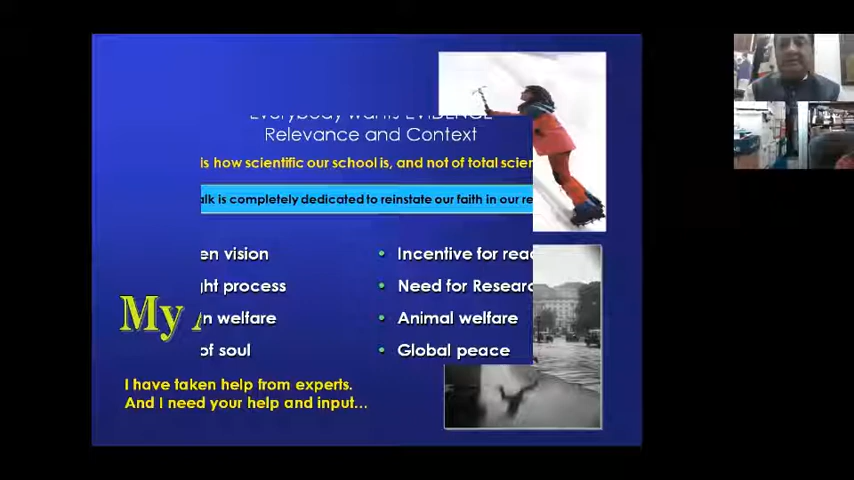 Everybody wants EVIDENCE
Relevance and Context
is how scientific our school is, and not of total scien
alk is completely dedicated to reinstate our faith in our re
en vision
• Incentive for read
ght process
• Need for Researc
n welfare
• Animal welfare
of soul
• Global peace
My
I have taken help from experts.
And I need your help and input...